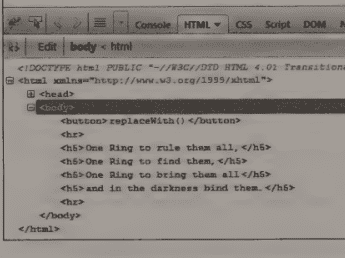 Console HTML CSS Script DOM
Edit body < html
<!DOCTYPE html PUBLIC "-//W3C//DTD HTML 4.01 Transition
<html xmlns="http://www.w3.org/1999/xhtml">
<head>
<body>
<button>replaceWith()</button>
<hr>
<h5>One Ring to rule them all,</h5>
<h5>One Ring to find them,</h5>
<h5>One Ring to bring them all</h5>
<h5>and in the darkness bind them.</h5>
<hr>
</body>
</html>